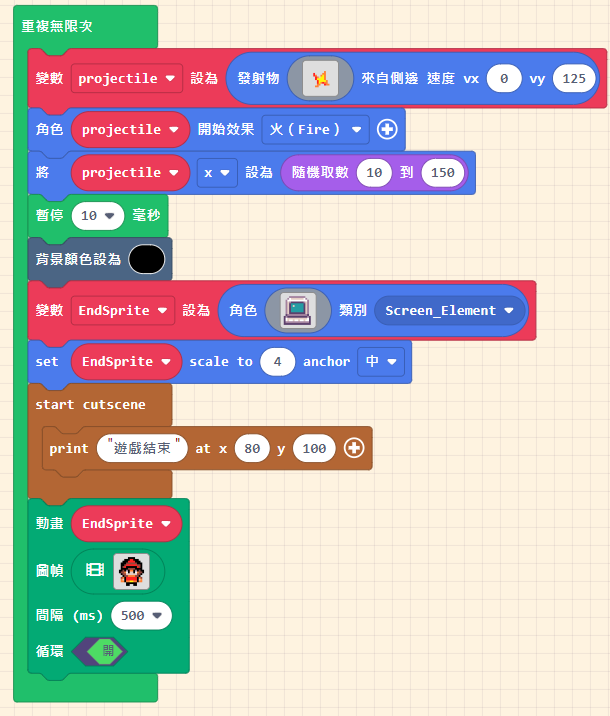 重複無限次
變數 projectile 設為 發射物 來自側邊 速度 vx 0 vy 125
角色 projectile 開始效果 火(Fire)
將 projectile x 設為 隨機取數 10 到 150
暫停 10 毫秒
背景顏色設為
變數 EndSprite 設為 角色 類別 Screen_Element
set EndSprite scale to 4 anchor 中
start cutscene
print "遊戲結束" at x 80 y 100
動畫 EndSprite
圖幀
間隔 (ms) 500
循環 開